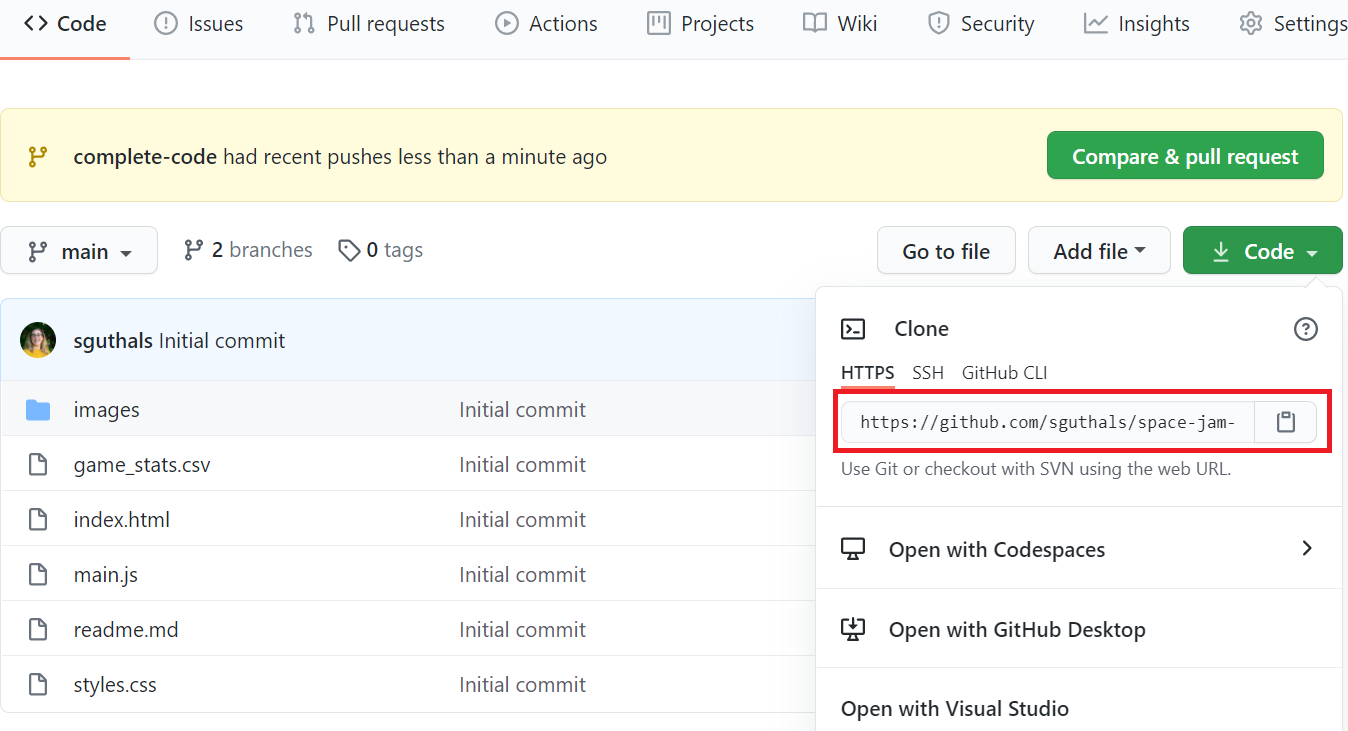 Code Issues Pull requests Actions Projects Wiki Security Insights Settings
complete-code had recent pushes less than a minute ago Compare & pull request
main 2 branches 0 tags Go to file Add file Code
sguthals Initial commit
images Initial commit
game_stats.csv Initial commit
index.html Initial commit
main.js Initial commit
readme.md Initial commit
styles.css Initial commit
Clone
HTTPS SSH GitHub CLI
https://github.com/sguthals/space-jam-
Use Git or checkout with SVN using the web URL.
Open with Codespaces
Open with GitHub Desktop
Open with Visual Studio